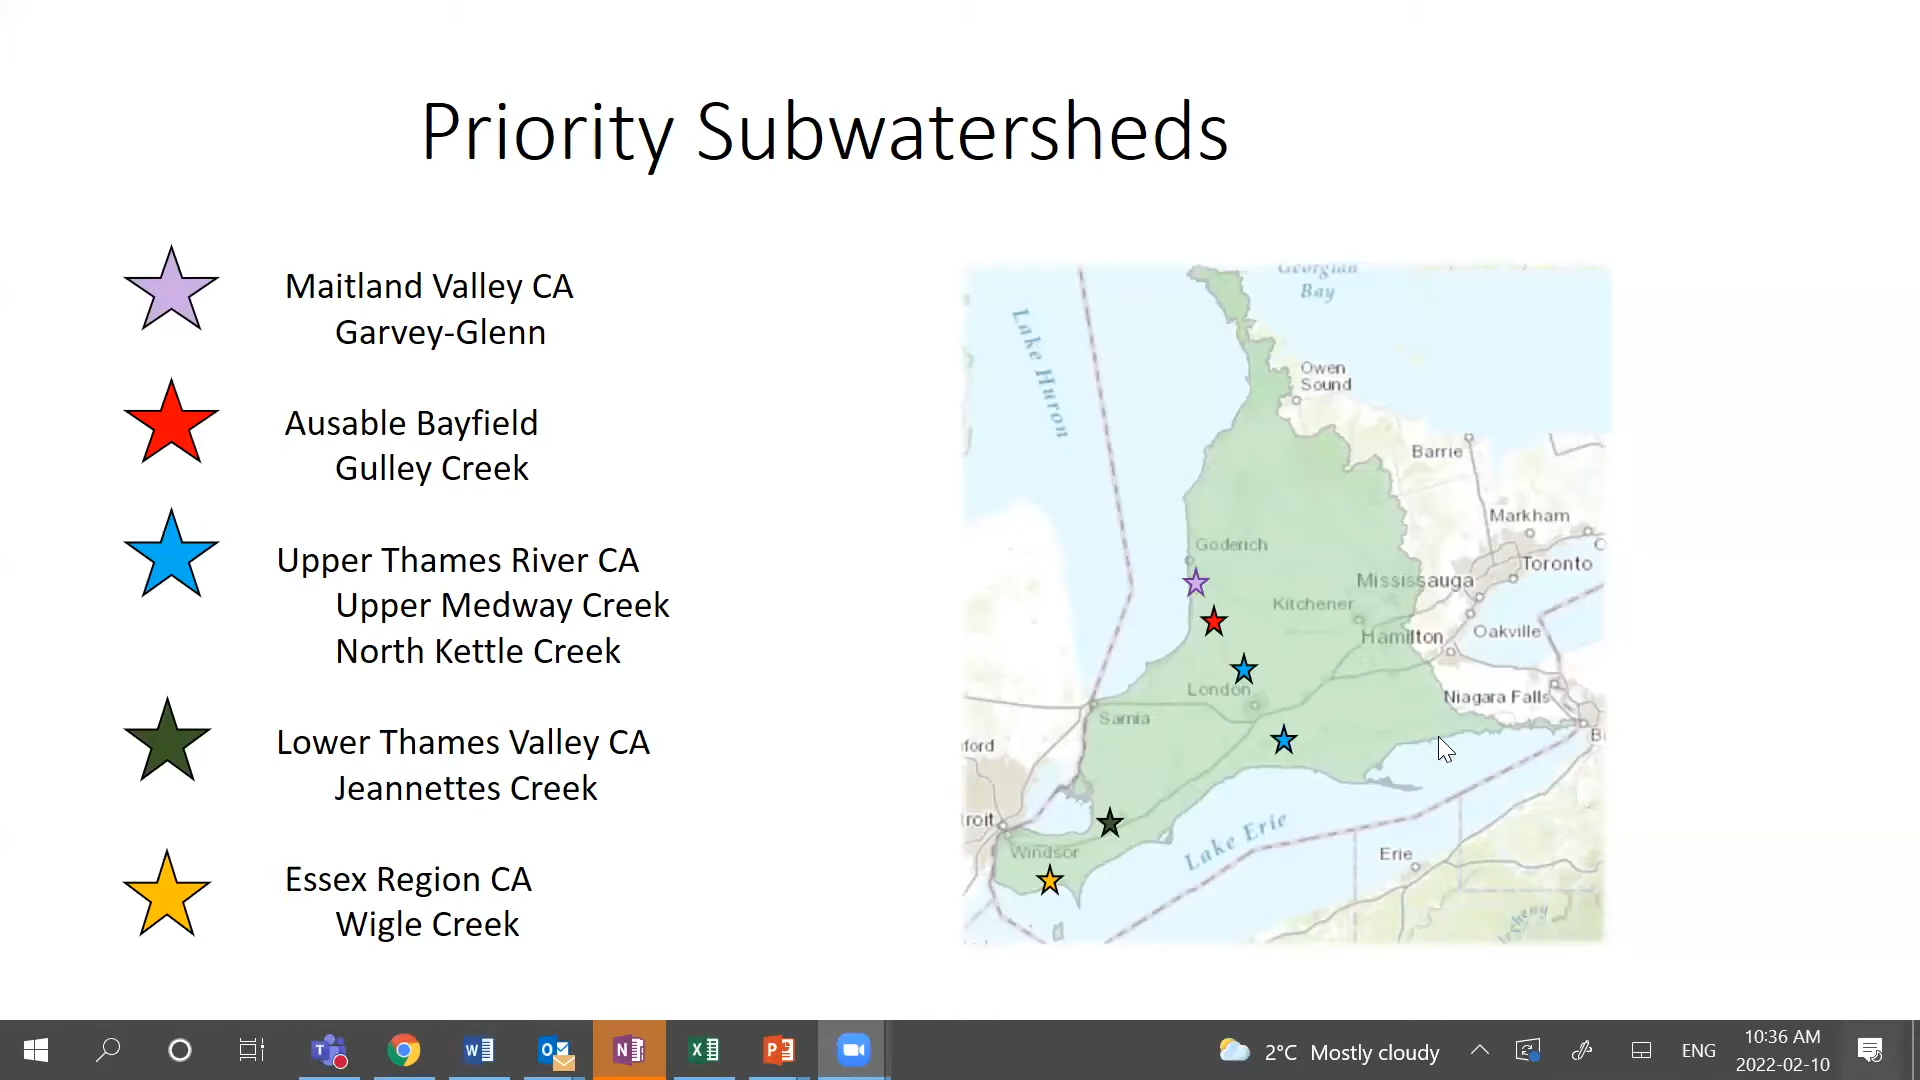 Priority Subwatersheds
Maitland Valley CA
Garvey-Glenn
Ausable Bayfield
Gulley Creek
Upper Thames River CA
Upper Medway Creek
North Kettle Creek
Lower Thames Valley CA
Jeannettes Creek
Essex Region CA
Wigle Creek
Georgian
Bay
Lake Huron
Owen
Sound
Barrie
Markham
Goderich
Toronto
Mississauga
Kitchener
Oakville
Hamilton
London
Niagara Falls
Sarnia
ford
roit
Windsor
Lake Erie
Erie
2°C Mostly cloudy
ENG
10:36 AM
2022-02-10